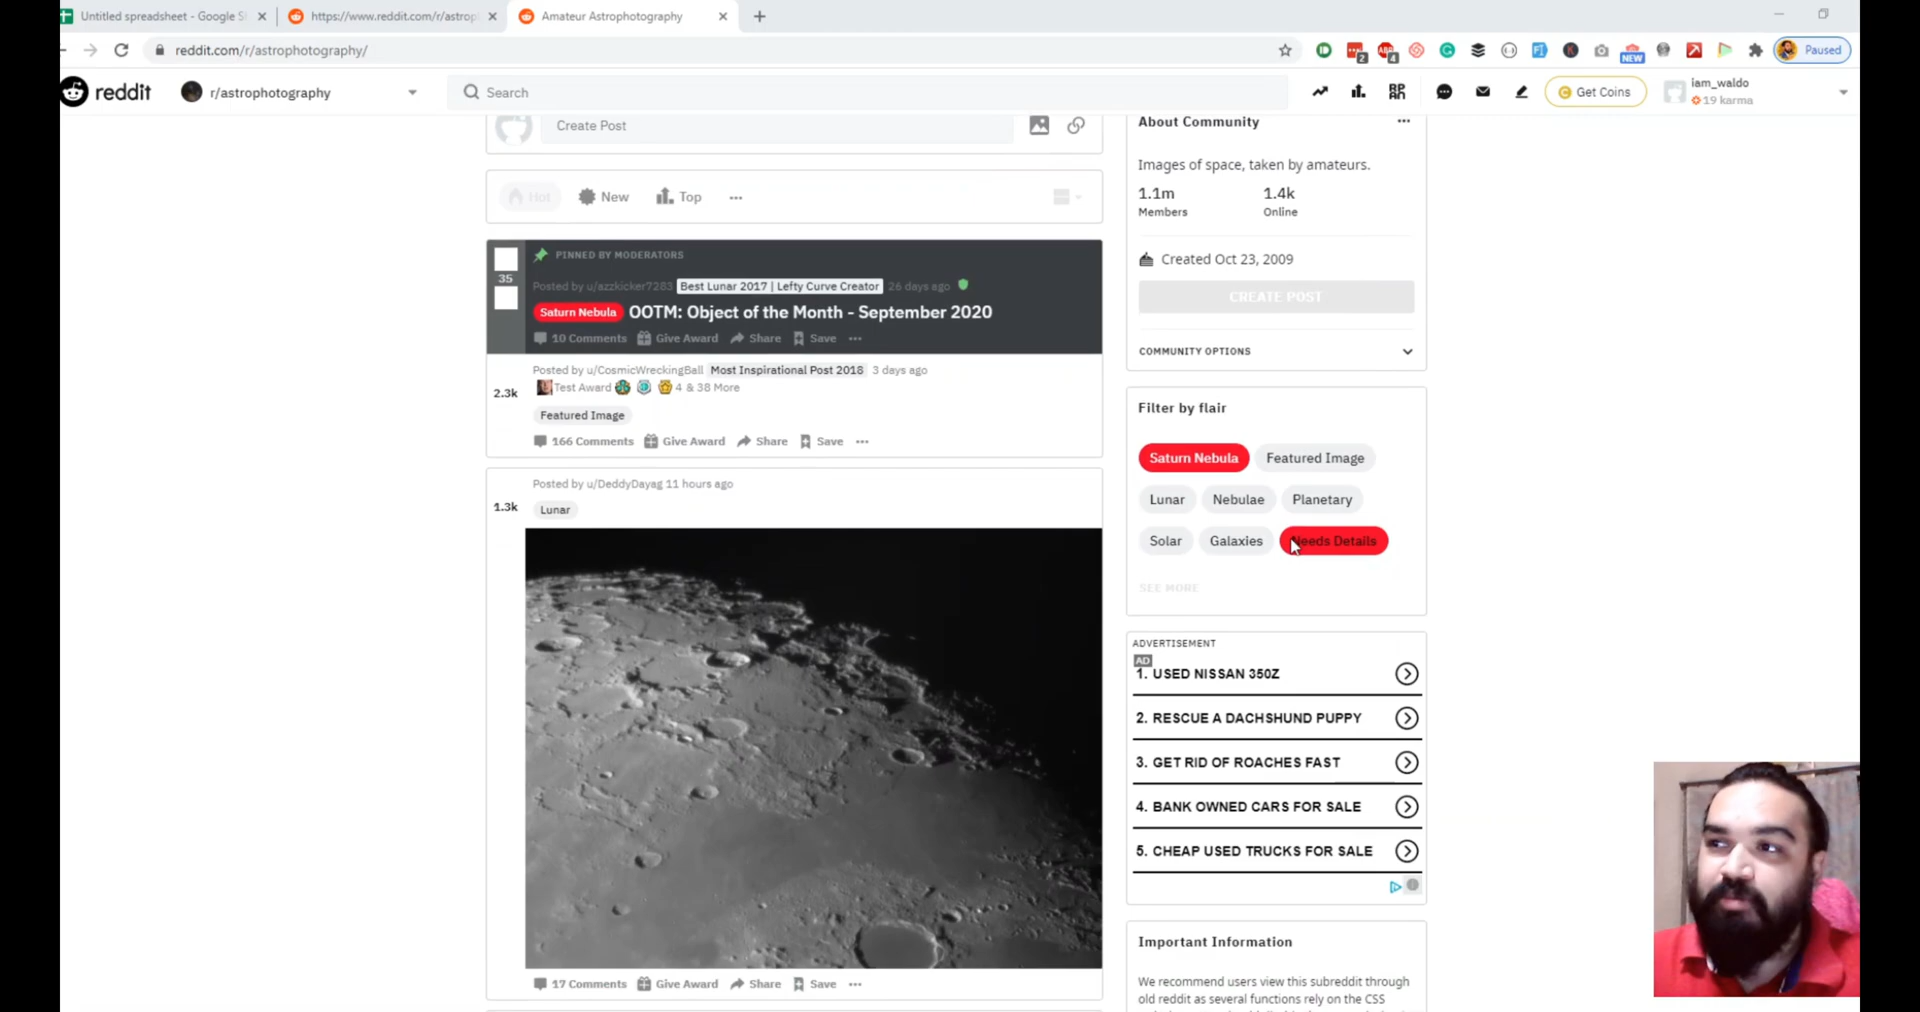 Untitled spreadsheet - Google S
https://www.reddit.com/r/astrop
Amateur Astrophotography
reddit.com/r/astrophotography/
2
4
NEW
Paused
reddit
r/astrophotography
Search
Get Coins
iam_waldo
19 karma
Create Post
Hot
New
Top
PINNED BY MODERATORS
35
Posted by u/azzkicker7283 Best Lunar 2017 | Lefty Curve Creator 26 days ago
Saturn Nebula OOTM: Object of the Month - September 2020
10 Comments Give Award Share Save
Posted by u/CosmicWreckingBall Most Inspirational Post 2018 3 days ago
Test Award 4 & 38 More
2.3k
Featured Image
166 Comments Give Award Share Save
Posted by u/DeddyDayag 11 hours ago
1.3k
Lunar
17 Comments Give Award Share Save
About Community
Images of space, taken by amateurs.
1.1m 1.4k
Members Online
Created Oct 23, 2009
CREATE POST
COMMUNITY OPTIONS
Filter by flair
Saturn Nebula Featured Image
Lunar Nebulae Planetary
Solar Galaxies Needs Details
SEE MORE
ADVERTISEMENT
AD
1. USED NISSAN 350Z
2. RESCUE A DACHSHUND PUPPY
3. GET RID OF ROACHES FAST
4. BANK OWNED CARS FOR SALE
5. CHEAP USED TRUCKS FOR SALE
Important Information
We recommend users view this subreddit through
old reddit as several functions rely on the CSS